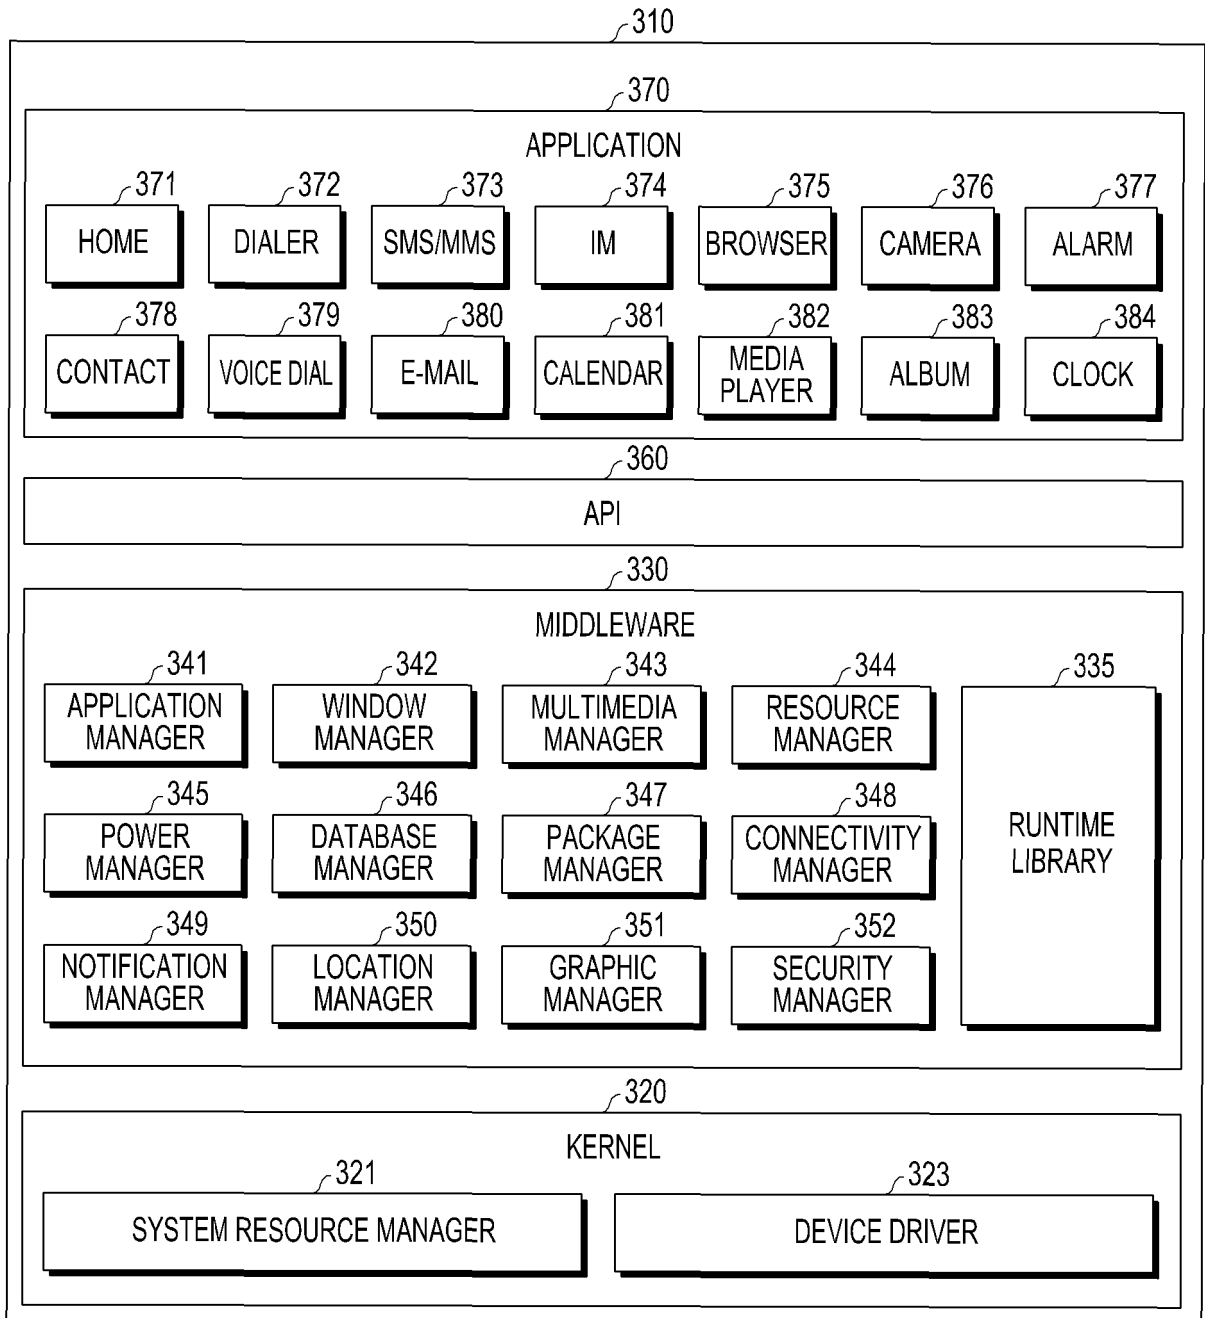 310
370
APPLICATION
371 372 373 374 375 376 377
HOME DIALER SMS/MMS IM BROWSER CAMERA ALARM
378 379 380 381 382 383 384
CONTACT VOICE DIAL E-MAIL CALENDAR MEDIA PLAYER ALBUM CLOCK
360
API
330
MIDDLEWARE
341 342 343 344 335
APPLICATION MANAGER WINDOW MANAGER MULTIMEDIA MANAGER RESOURCE MANAGER
345 346 347 348
POWER MANAGER DATABASE MANAGER PACKAGE MANAGER CONNECTIVITY MANAGER RUNTIME LIBRARY
349 350 351 352
NOTIFICATION MANAGER LOCATION MANAGER GRAPHIC MANAGER SECURITY MANAGER
320
KERNEL
321 323
SYSTEM RESOURCE MANAGER DEVICE DRIVER